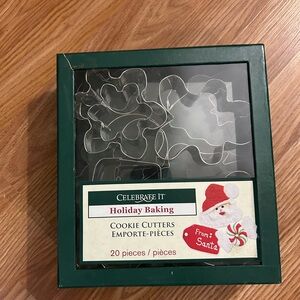 CELEBRATE IT
Holiday Baking
COOKIE CUTTERS
EMPORTE-PIÈCES
20 pieces / pièces
From:
Santa